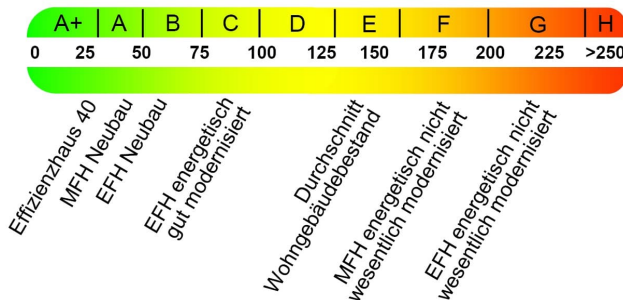 A+ A B C D E F G H
0 25 50 75 100 125 150 175 200 225 >250
Effizienzhaus 40
MFH Neubau
EFH Neubau
EFH energetisch
gut modernisiert
Durchschnitt
Wohngebäudebestand
MFH energetisch nicht
wesentlich modernisiert
EFH energetisch nicht
wesentlich modernisiert